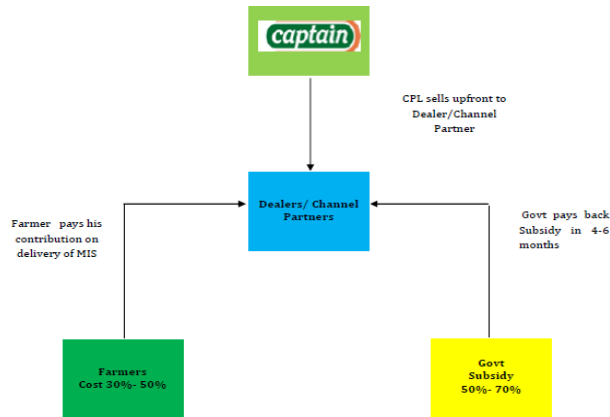 captain
CPL sells upfront to
Dealer/Channel
Partner
Dealers/ Channel
Partners
Farmer pays his
contribution on
delivery of MIS
Govt pays back
Subsidy in 4-6
months
Farmers
Cost 30%- 50%
Govt
Subsidy
50%- 70%